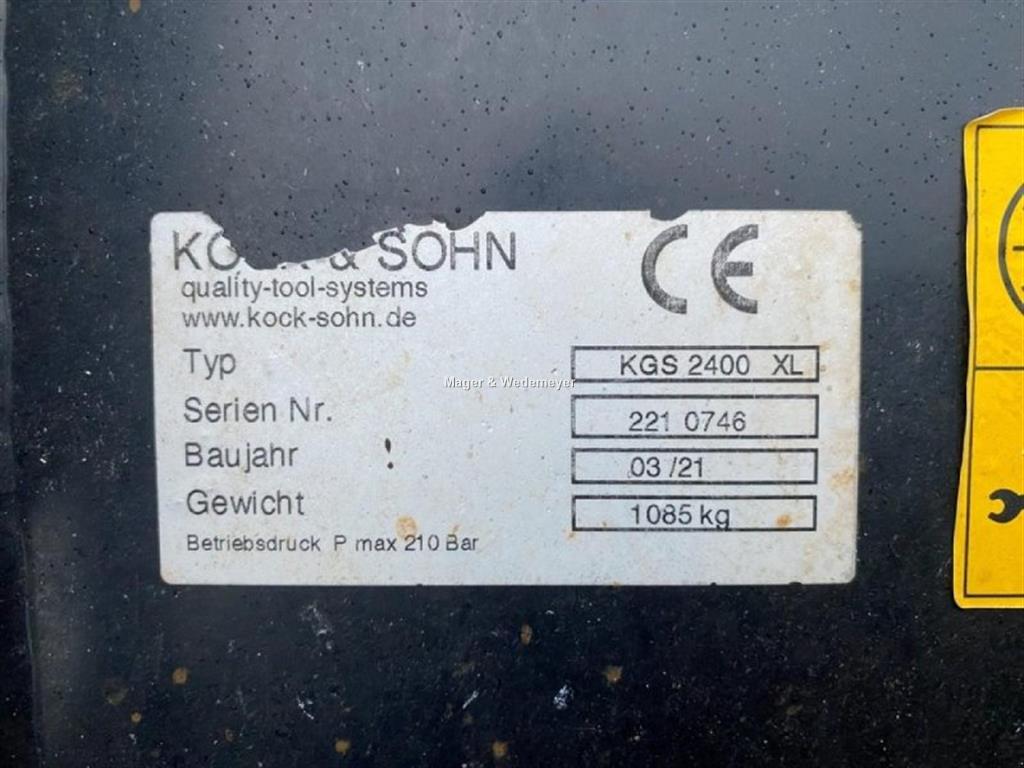 KOCK & SOHN
CE
quality-tool-systems
www.kock-sohn.de
Typ KGS 2400 XL
Mager & Wedemeyer
Serien Nr. 221 0746
Baujahr 03/21
Gewicht 1085 kg
Betriebsdruck P max 210 Bar